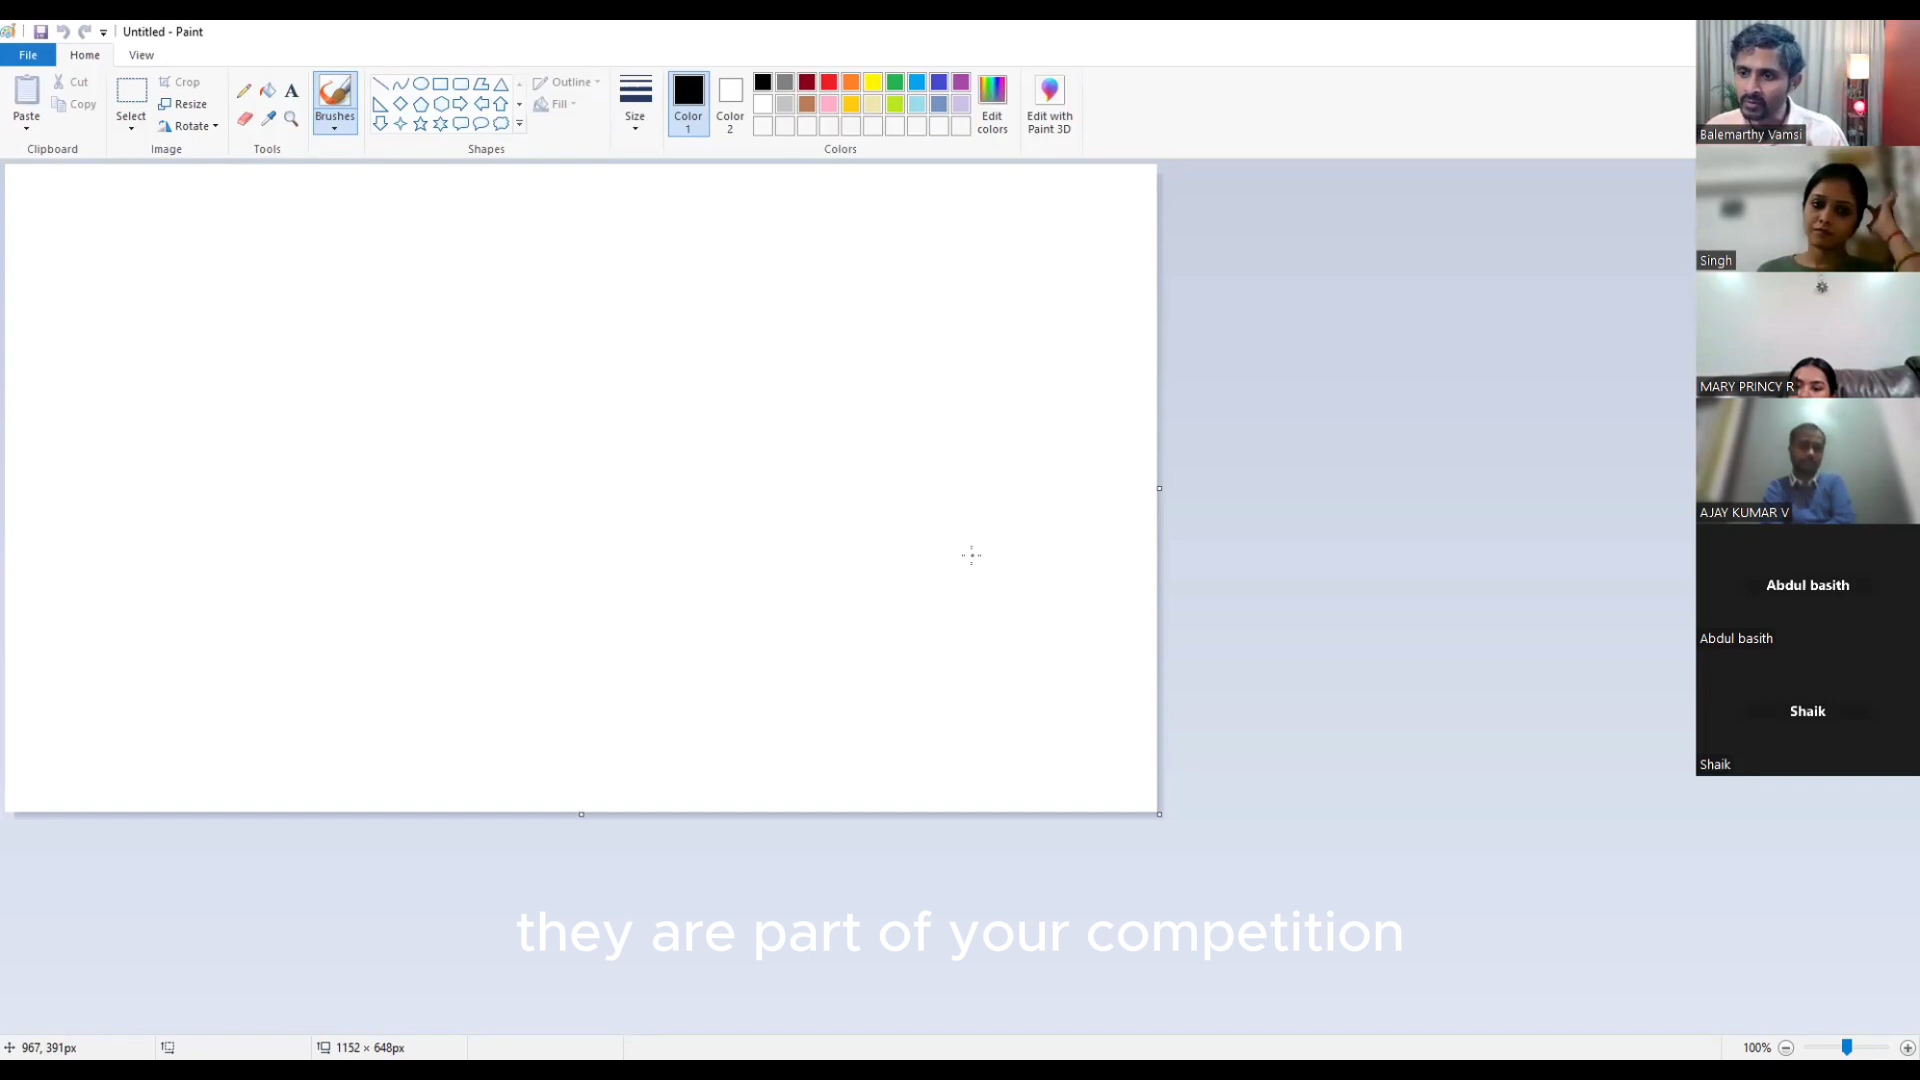 Untitled - Paint
File Home View
Paste
Cut
Copy
Clipboard
Select
Crop
Resize
Rotate
Image
A
Tools
Brushes
Shapes
Outline
Fill
Size
Color 1
Color 2
Colors
Edit colors
Edit with Paint 3D
Balemarthy Vamsi
Singh
MARY PRINCY R
AJAY KUMAR V
Abdul basith
Abdul basith
Shaik
Shaik
they are part of your competition
967, 391px
1152 × 648px
100%